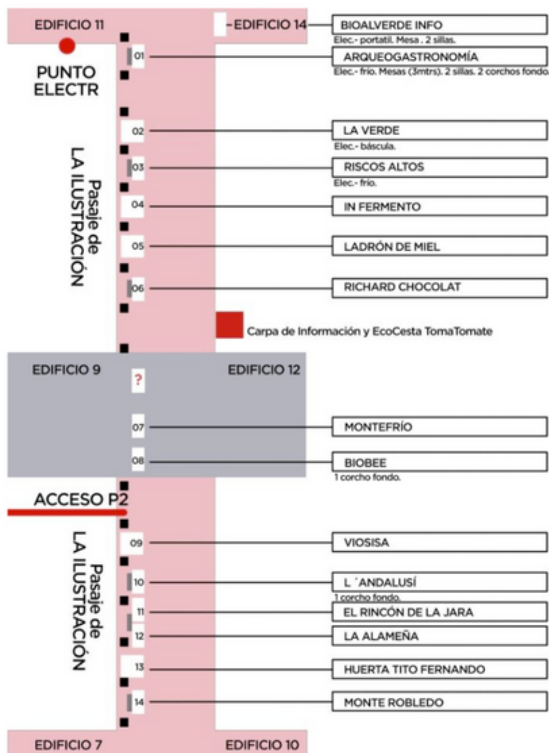 EDIFICIO 11
EDIFICIO 14
BIOALVERDE INFO
Elec.- portatil. Mesa . 2 sillas.
01
ARQUEOGASTRONOMÍA
Elec.- frío. Mesas (3mtrs). 2 sillas. 2 corchos fondo.
PUNTO
ELECTR
02
LA VERDE
Elec.- báscula.
03
RISCOS ALTOS
Elec.- frío.
Pasaje de
LA ILUSTRACIÓN
04
IN FERMENTO
05
LADRÓN DE MIEL
06
RICHARD CHOCOLAT
Carpa de Información y EcoCesta TomaTomate
EDIFICIO 9
EDIFICIO 12
?
07
MONTEFRÍO
08
BIOBEE
1 corcho fondo.
ACCESO P2
Pasaje de
LA ILUSTRACIÓN
09
VIOSISA
10
L ´ANDALUSÍ
1 corcho fondo.
11
EL RINCÓN DE LA JARA
12
LA ALAMEÑA
13
HUERTA TITO FERNANDO
14
MONTE ROBLEDO
EDIFICIO 7
EDIFICIO 10